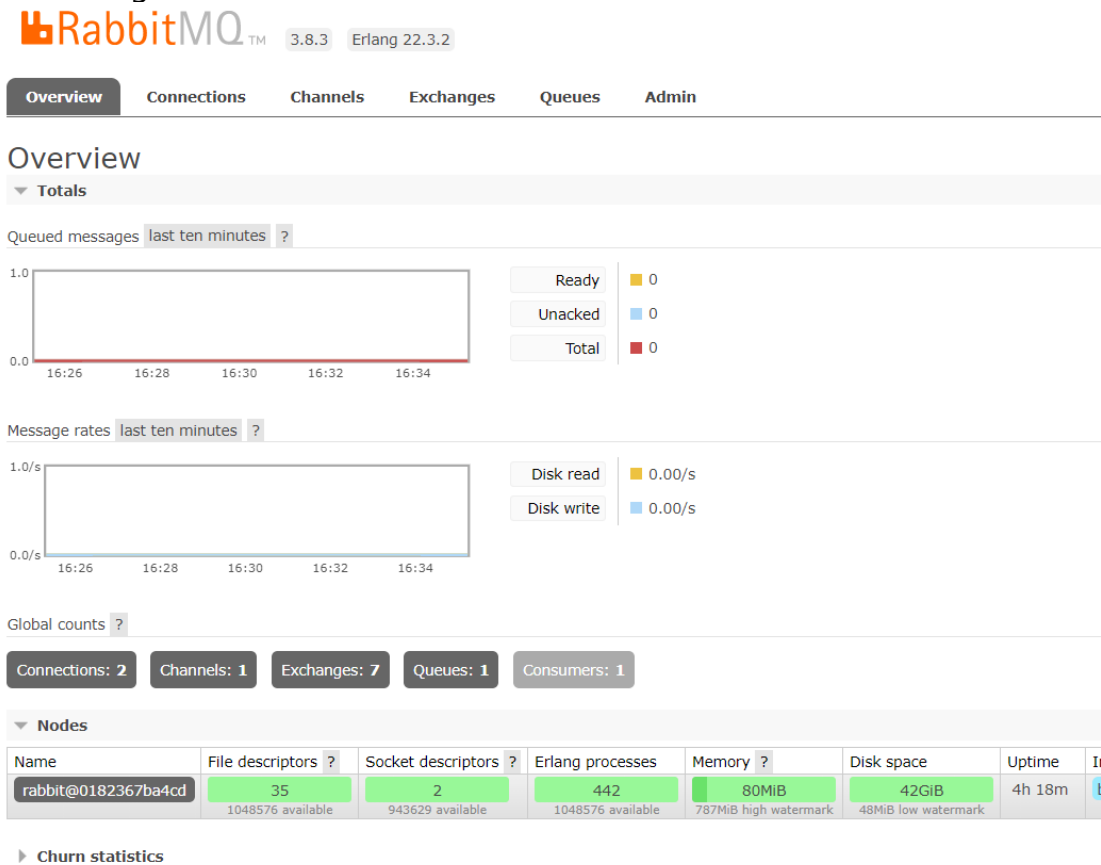 RabbitMQ TM 3.8.3 Erlang 22.3.2
Overview Connections Channels Exchanges Queues Admin
Overview
Totals
Queued messages last ten minutes ?
1.0
0.0
16:26 16:28 16:30 16:32 16:34
Ready 0
Unacked 0
Total 0
Message rates last ten minutes ?
1.0/s
0.0/s
16:26 16:28 16:30 16:32 16:34
Disk read 0.00/s
Disk write 0.00/s
Global counts ?
Connections: 2 Channels: 1 Exchanges: 7 Queues: 1 Consumers: 1
Nodes
Name File descriptors ? Socket descriptors ? Erlang processes Memory ? Disk space Uptime
rabbit@0182367ba4cd 35 2 442 80MiB 42GiB 4h 18m
1048576 available 943629 available 1048576 available 787MiB high watermark 48MiB low watermark
Churn statistics